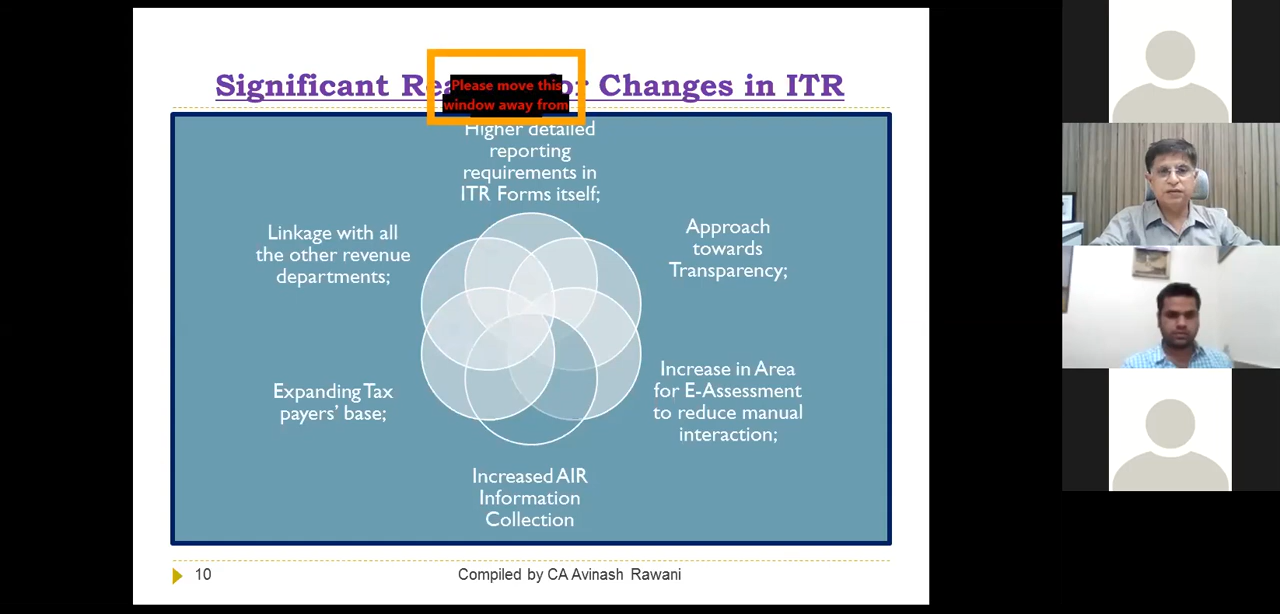 Significant Rea or Changes in ITR
Please move this
window away from
Higher detailed
reporting
requirements in
ITR Forms itself;
Approach
towards
Transparency;
Increase in Area
for E-Assessment
to reduce manual
interaction;
Increased AIR
Information
Collection
Expanding Tax
payers' base;
Linkage with all
the other revenue
departments;
10
Compiled by CA Avinash Rawani